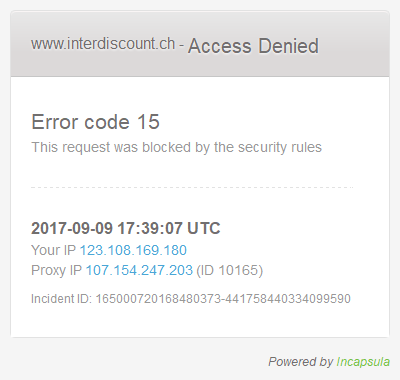 www.interdiscount.ch - Access Denied
Error code 15
This request was blocked by the security rules
2017-09-09 17:39:07 UTC
Your IP 123.108.169.180
Proxy IP 107.154.247.203 (ID 10165)
Incident ID: 165000720168480373-441758440334099590
Powered by Incapsula